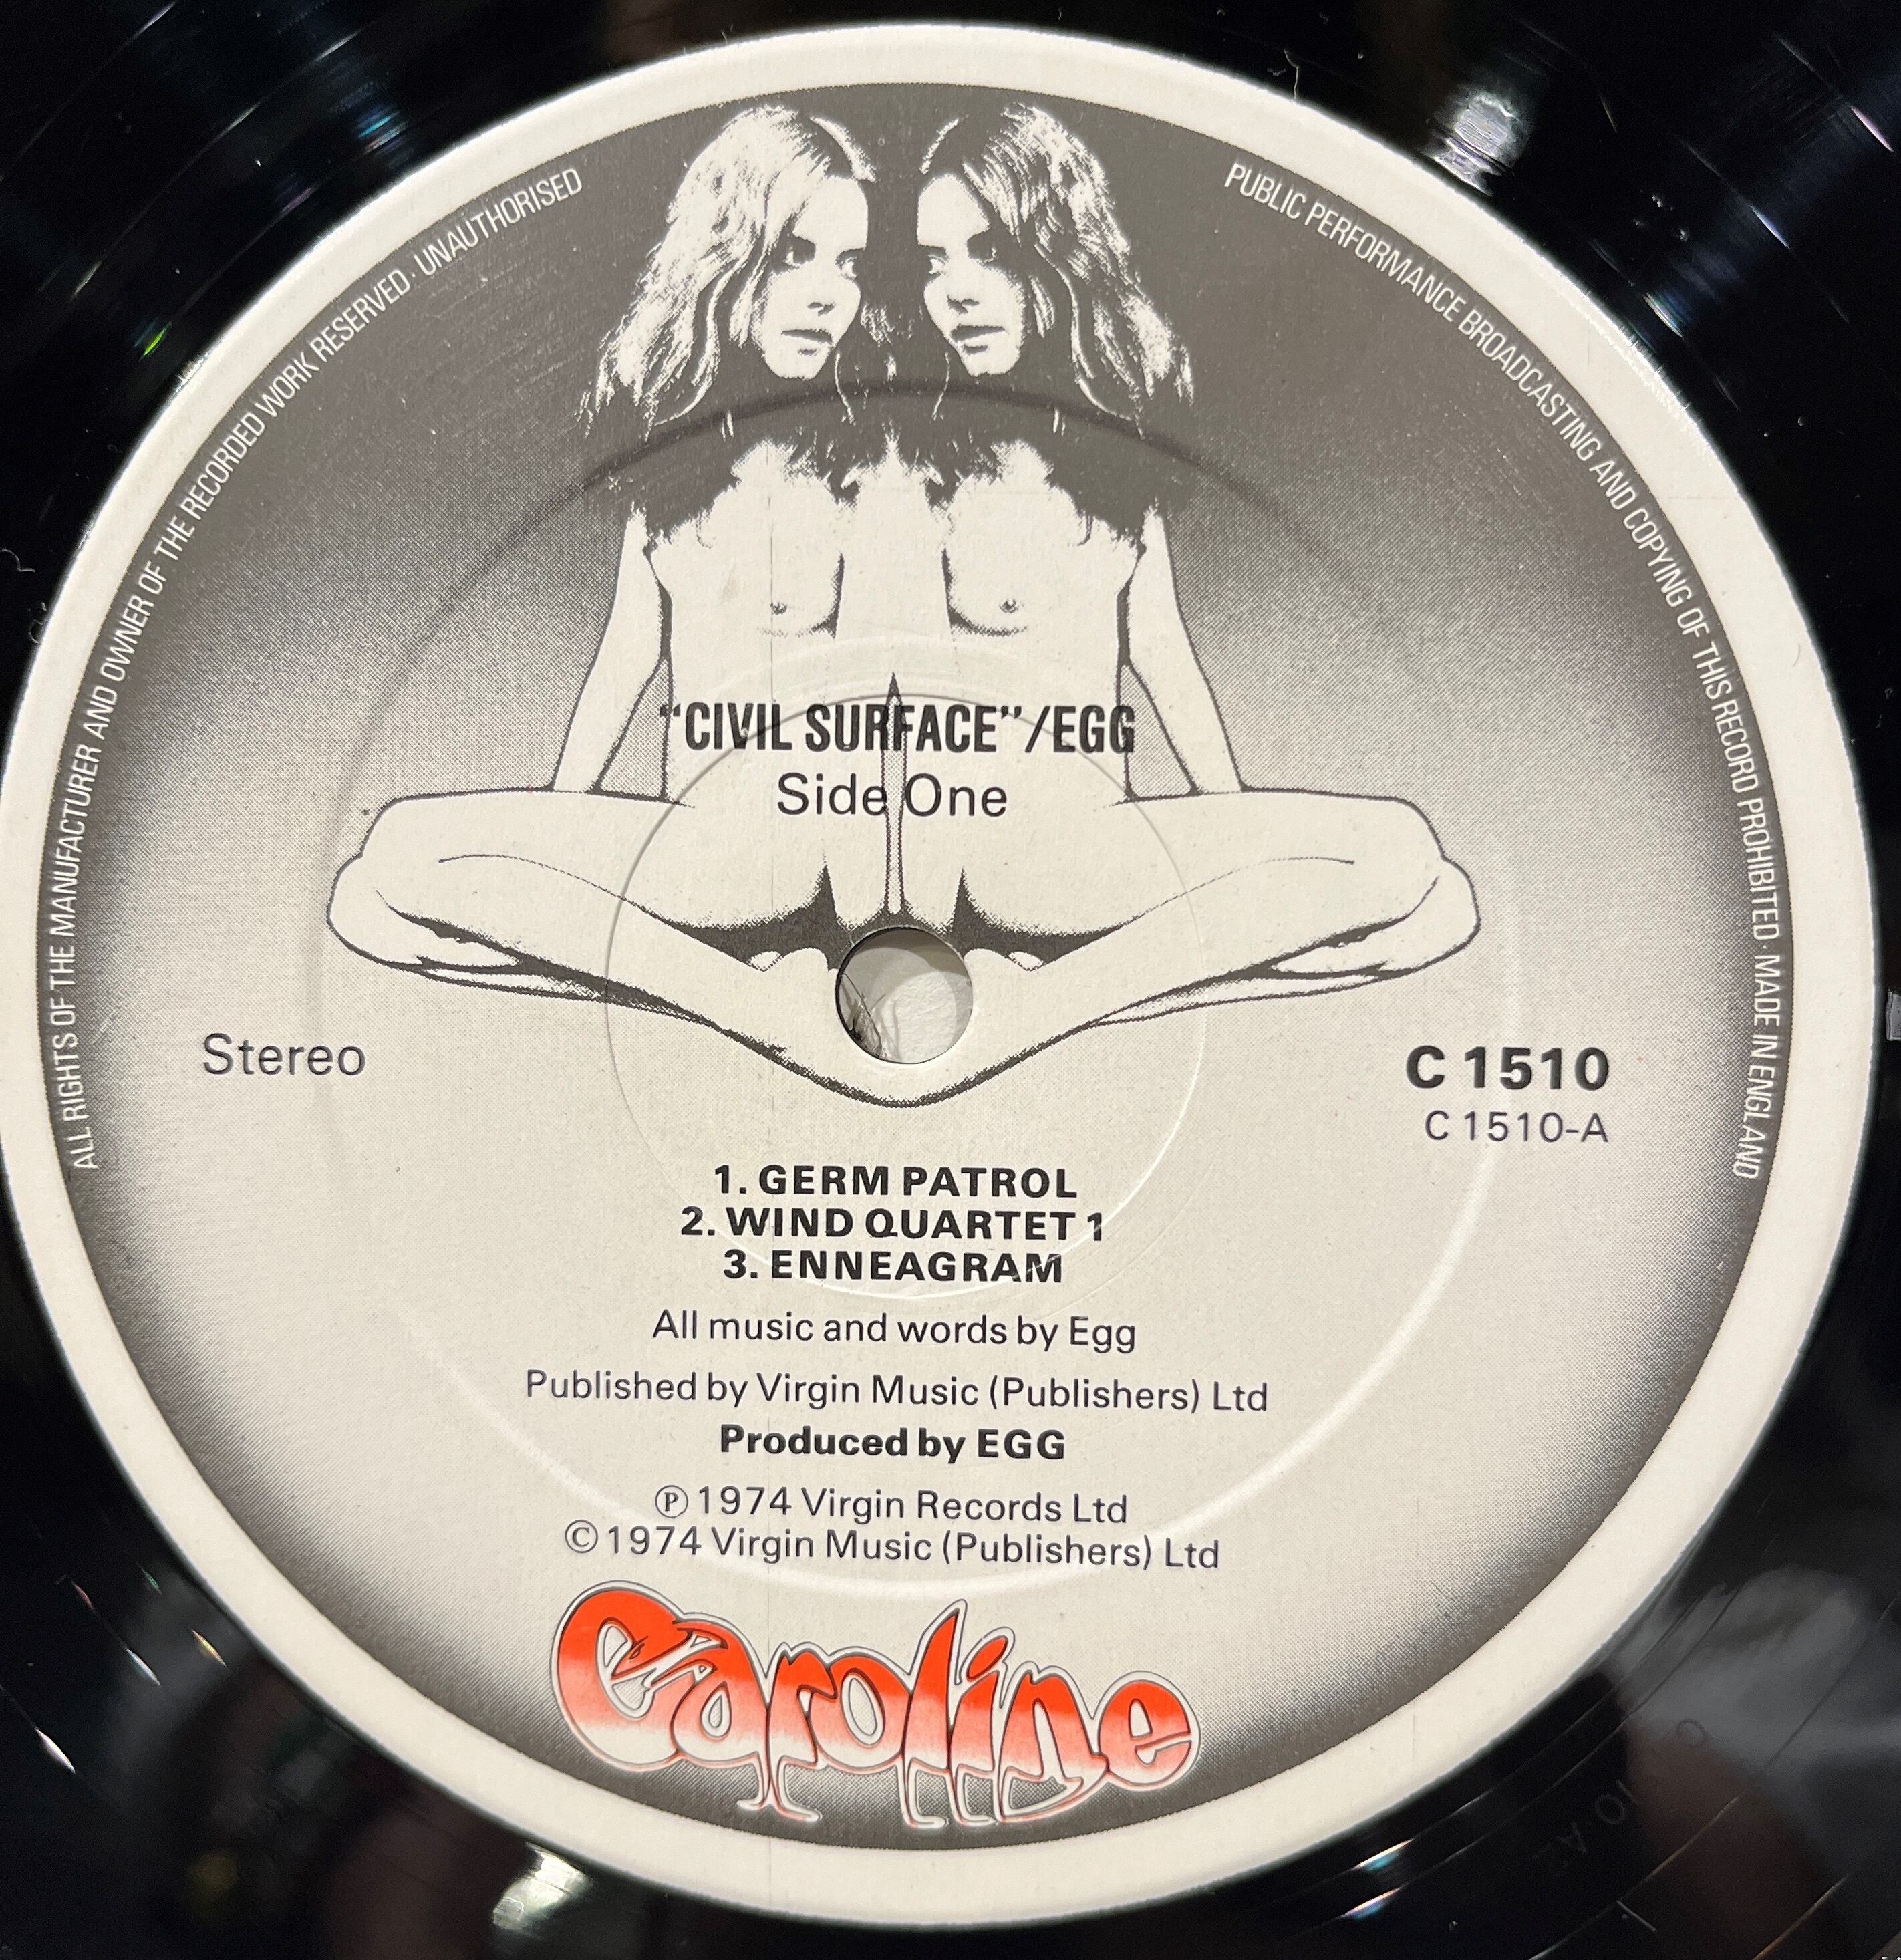 ALL RIGHTS OF THE MANUFACTURER AND OWNER OF THE RECORDED WORK RESERVED · UNAUTHORISED
PUBLIC PERFORMANCE BROADCASTING AND COPYING OF THIS RECORD PROHIBITED · MADE IN ENGLAND
“CIVIL SURFACE”/EGG
Side One
Stereo
C 1510
C 1510-A
1. GERM PATROL
2. WIND QUARTET 1
3. ENNEAGRAM
All music and words by Egg
Published by Virgin Music (Publishers) Ltd
Produced by EGG
℗ 1974 Virgin Records Ltd
© 1974 Virgin Music (Publishers) Ltd
Caroline